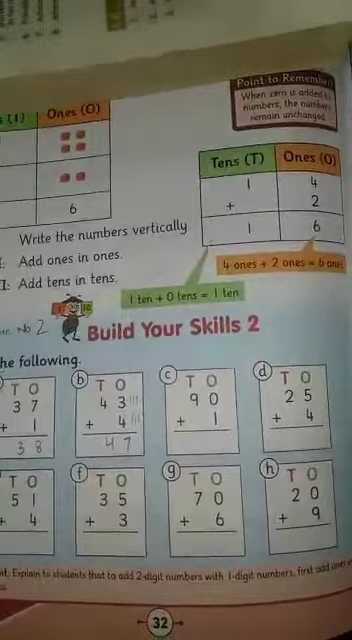 Point to Remember
When zero is added to
numbers, the numbers
remain unchanged.
(T) Ones (O)
6
Tens (T) Ones (O)
1 4
+ 2
1 6
Write the numbers vertically.
I: Add ones in ones.
II: Add tens in tens.
4 ones + 2 ones = 6 ones
1 ten + 0 tens = 1 ten
No 2
Build Your Skills 2
he following.
T O
3 7
+ 1
3 8
b T O
4 3
+ 4
4 7
c T O
9 0
+ 1
d T O
2 5
+ 4
T O
5 1
+ 4
f T O
3 5
+ 3
g T O
7 0
+ 6
h T O
2 0
+ 9
nt: Explain to students that to add 2-digit numbers with 1-digit numbers, first add ones
32